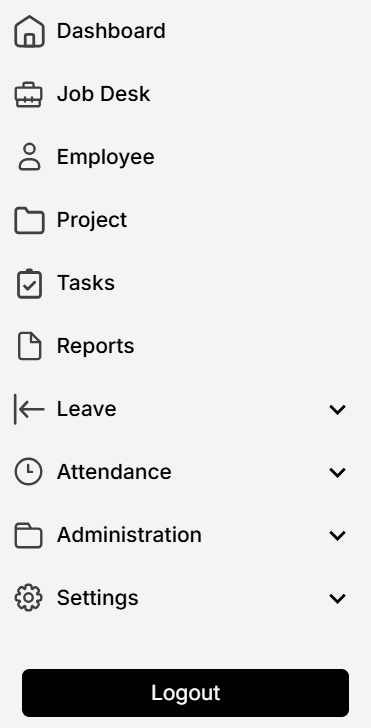 Dashboard
Job Desk
Employee
Project
Tasks
Reports
Leave
Attendance
Administration
Settings
Logout